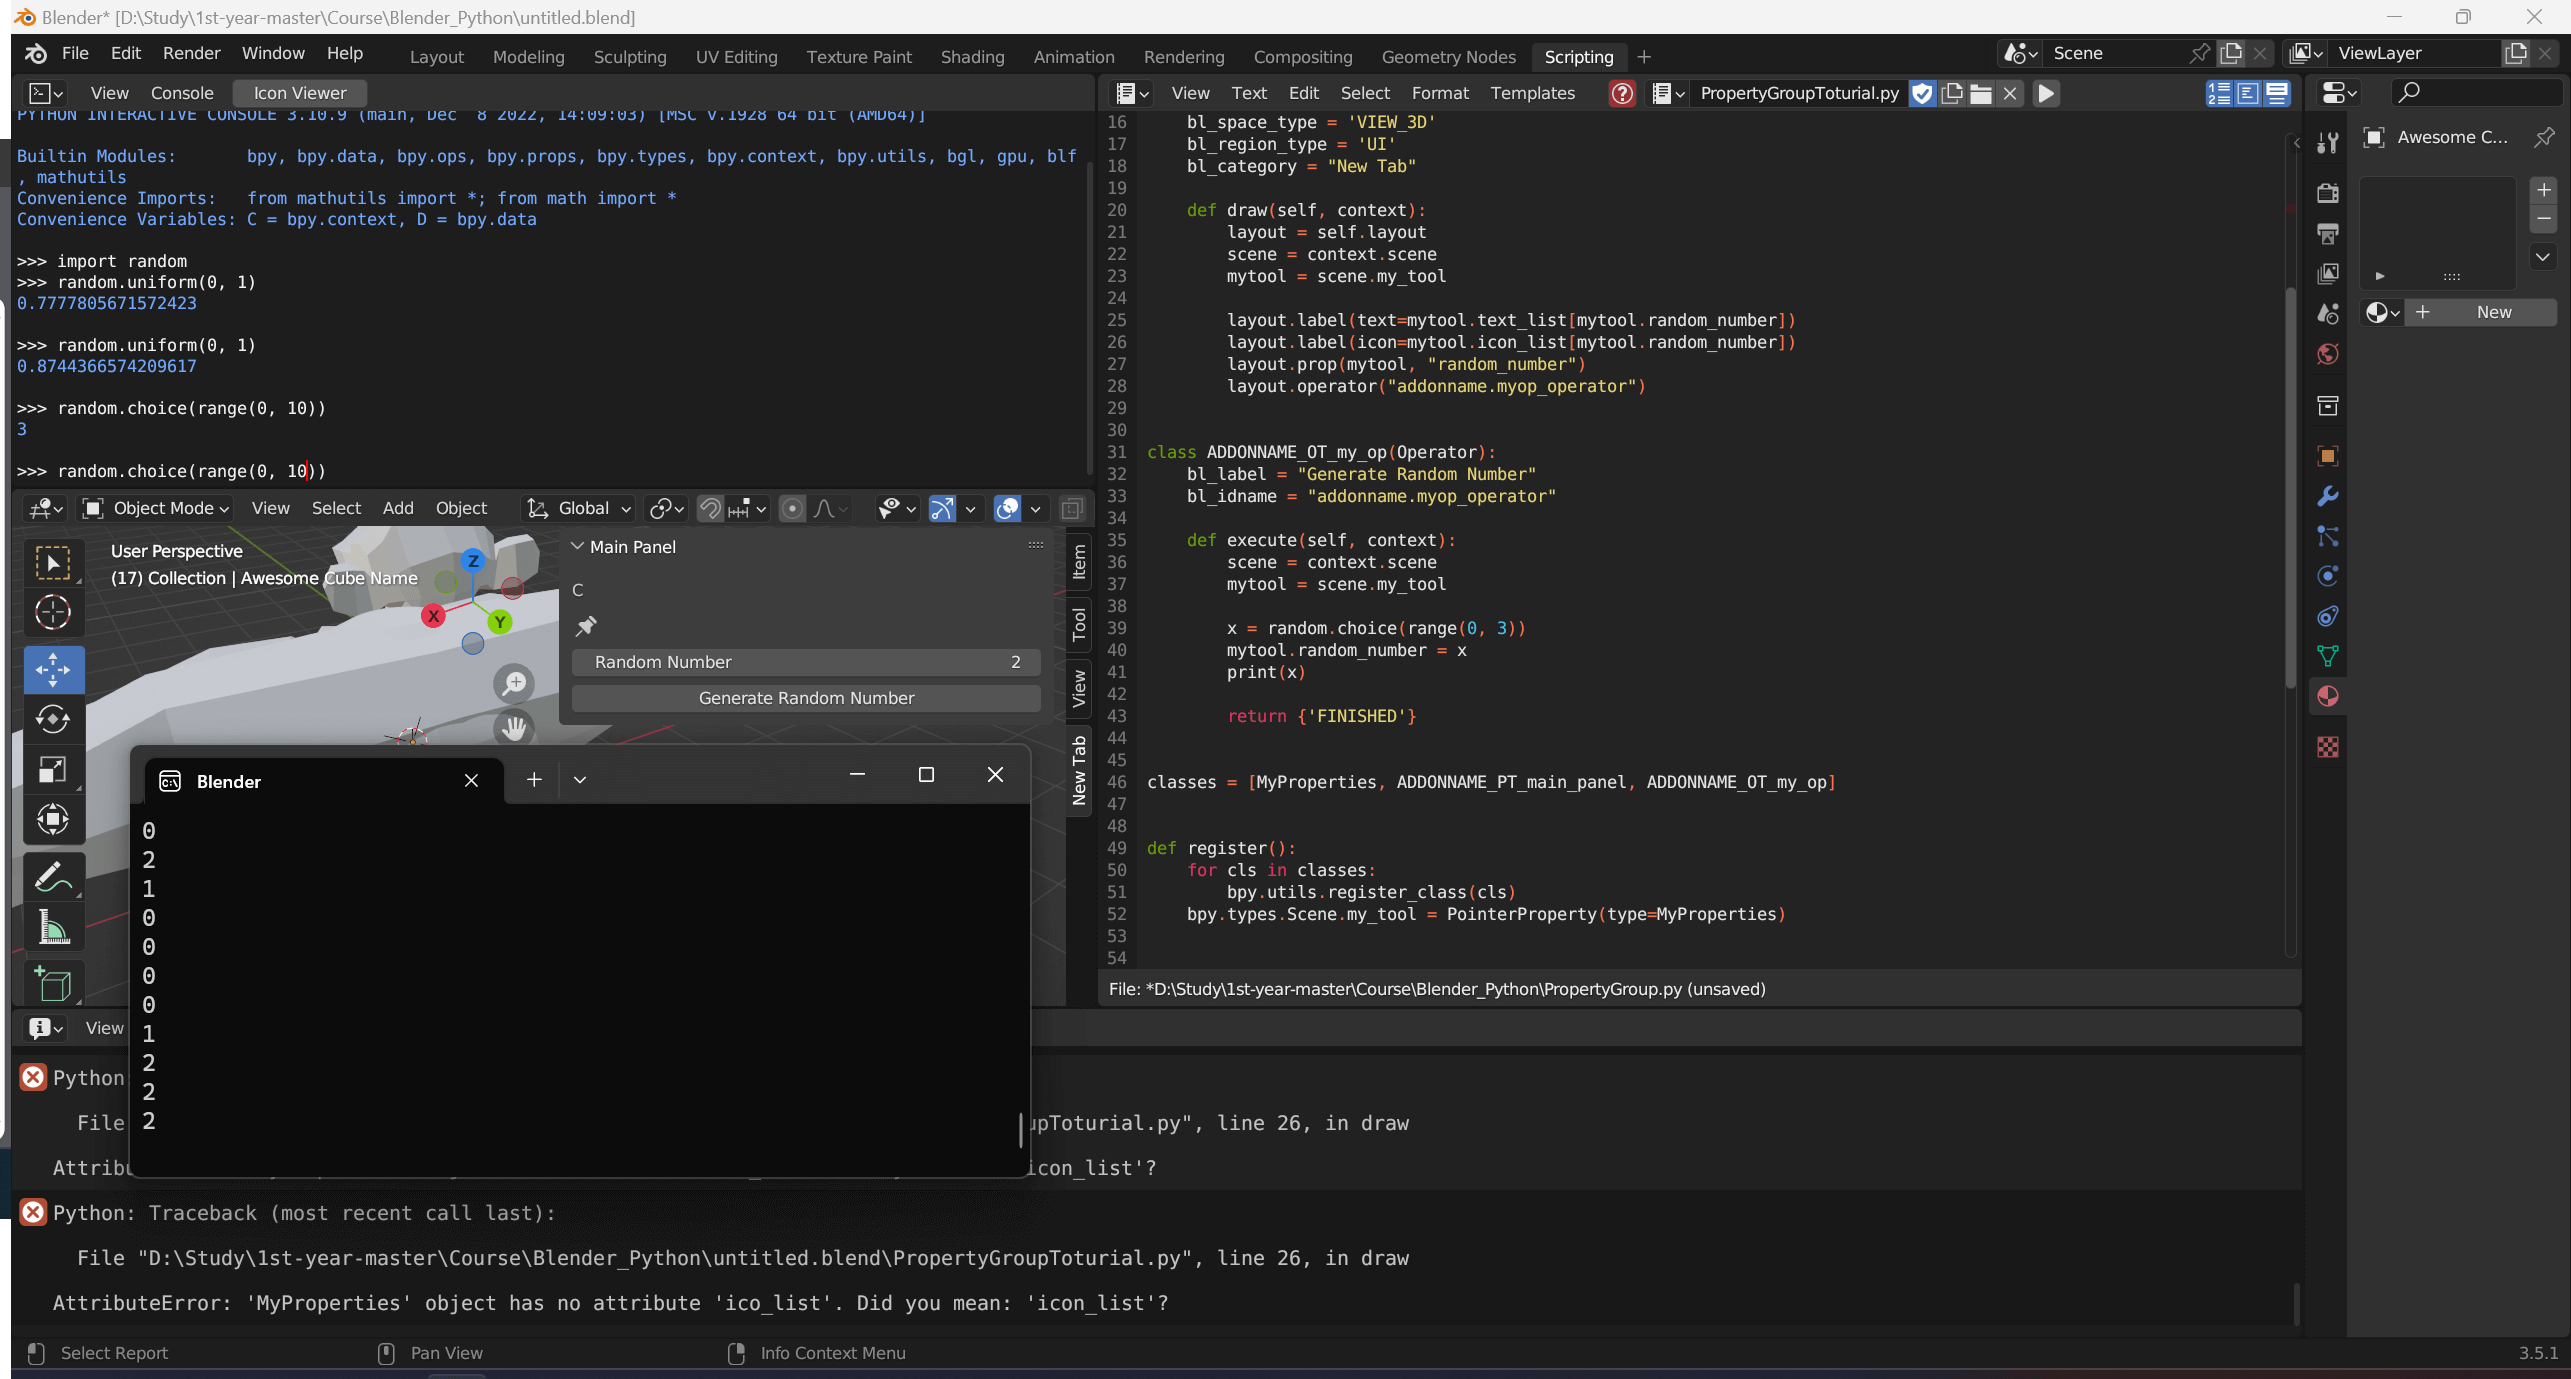 Blender* [D:\Study\1st-year-master\Course\Blender_Python\untitled.blend]
File Edit Render Window Help Layout Modeling Sculpting UV Editing Texture Paint Shading Animation Rendering Compositing Geometry Nodes Scripting + Scene ViewLayer
View Console Icon Viewer
PYTHON INTERACTIVE CONSOLE 3.10.9 (main, Dec  8 2022, 14:09:03) [MSC v.1928 64 bit (AMD64)]
Builtin Modules:       bpy, bpy.data, bpy.ops, bpy.props, bpy.types, bpy.context, bpy.utils, bgl, gpu, blf
, mathutils
Convenience Imports:   from mathutils import *; from math import *
Convenience Variables: C = bpy.context, D = bpy.data
>>> import random
>>> random.uniform(0, 1)
0.7777805671572423
>>> random.uniform(0, 1)
0.8744366574209617
>>> random.choice(range(0, 10))
3
>>> random.choice(range(0, 10))
Object Mode View Select Add Object Global
User Perspective
(17) Collection | Awesome Cube Name
Z
X
Y
Main Panel
C
Random Number 2
Generate Random Number
Item
Tool
View
New Tab
Blender
0
2
1
0
0
0
0
1
2
2
2
View Text Edit Select Format Templates PropertyGroupToturial.py
16 bl_space_type = 'VIEW_3D'
17 bl_region_type = 'UI'
18 bl_category = "New Tab"
19
20 def draw(self, context):
21 layout = self.layout
22 scene = context.scene
23 mytool = scene.my_tool
24
25 layout.label(text=mytool.text_list[mytool.random_number])
26 layout.label(icon=mytool.icon_list[mytool.random_number])
27 layout.prop(mytool, "random_number")
28 layout.operator("addonname.myop_operator")
29
30
31 class ADDONNAME_OT_my_op(Operator):
32 bl_label = "Generate Random Number"
33 bl_idname = "addonname.myop_operator"
34
35 def execute(self, context):
36 scene = context.scene
37 mytool = scene.my_tool
38
39 x = random.choice(range(0, 3))
40 mytool.random_number = x
41 print(x)
42
43 return {'FINISHED'}
44
45
46 classes = [MyProperties, ADDONNAME_PT_main_panel, ADDONNAME_OT_my_op]
47
48
49 def register():
50 for cls in classes:
51 bpy.utils.register_class(cls)
52 bpy.types.Scene.my_tool = PointerProperty(type=MyProperties)
53
54
File: *D:\Study\1st-year-master\Course\Blender_Python\PropertyGroup.py (unsaved)
Awesome C...
+ New
View
Python:
File upToturial.py", line 26, in draw
Attribu icon_list'?
Python: Traceback (most recent call last):
File "D:\Study\1st-year-master\Course\Blender_Python\untitled.blend\PropertyGroupToturial.py", line 26, in draw
AttributeError: 'MyProperties' object has no attribute 'ico_list'. Did you mean: 'icon_list'?
Select Report Pan View Info Context Menu 3.5.1